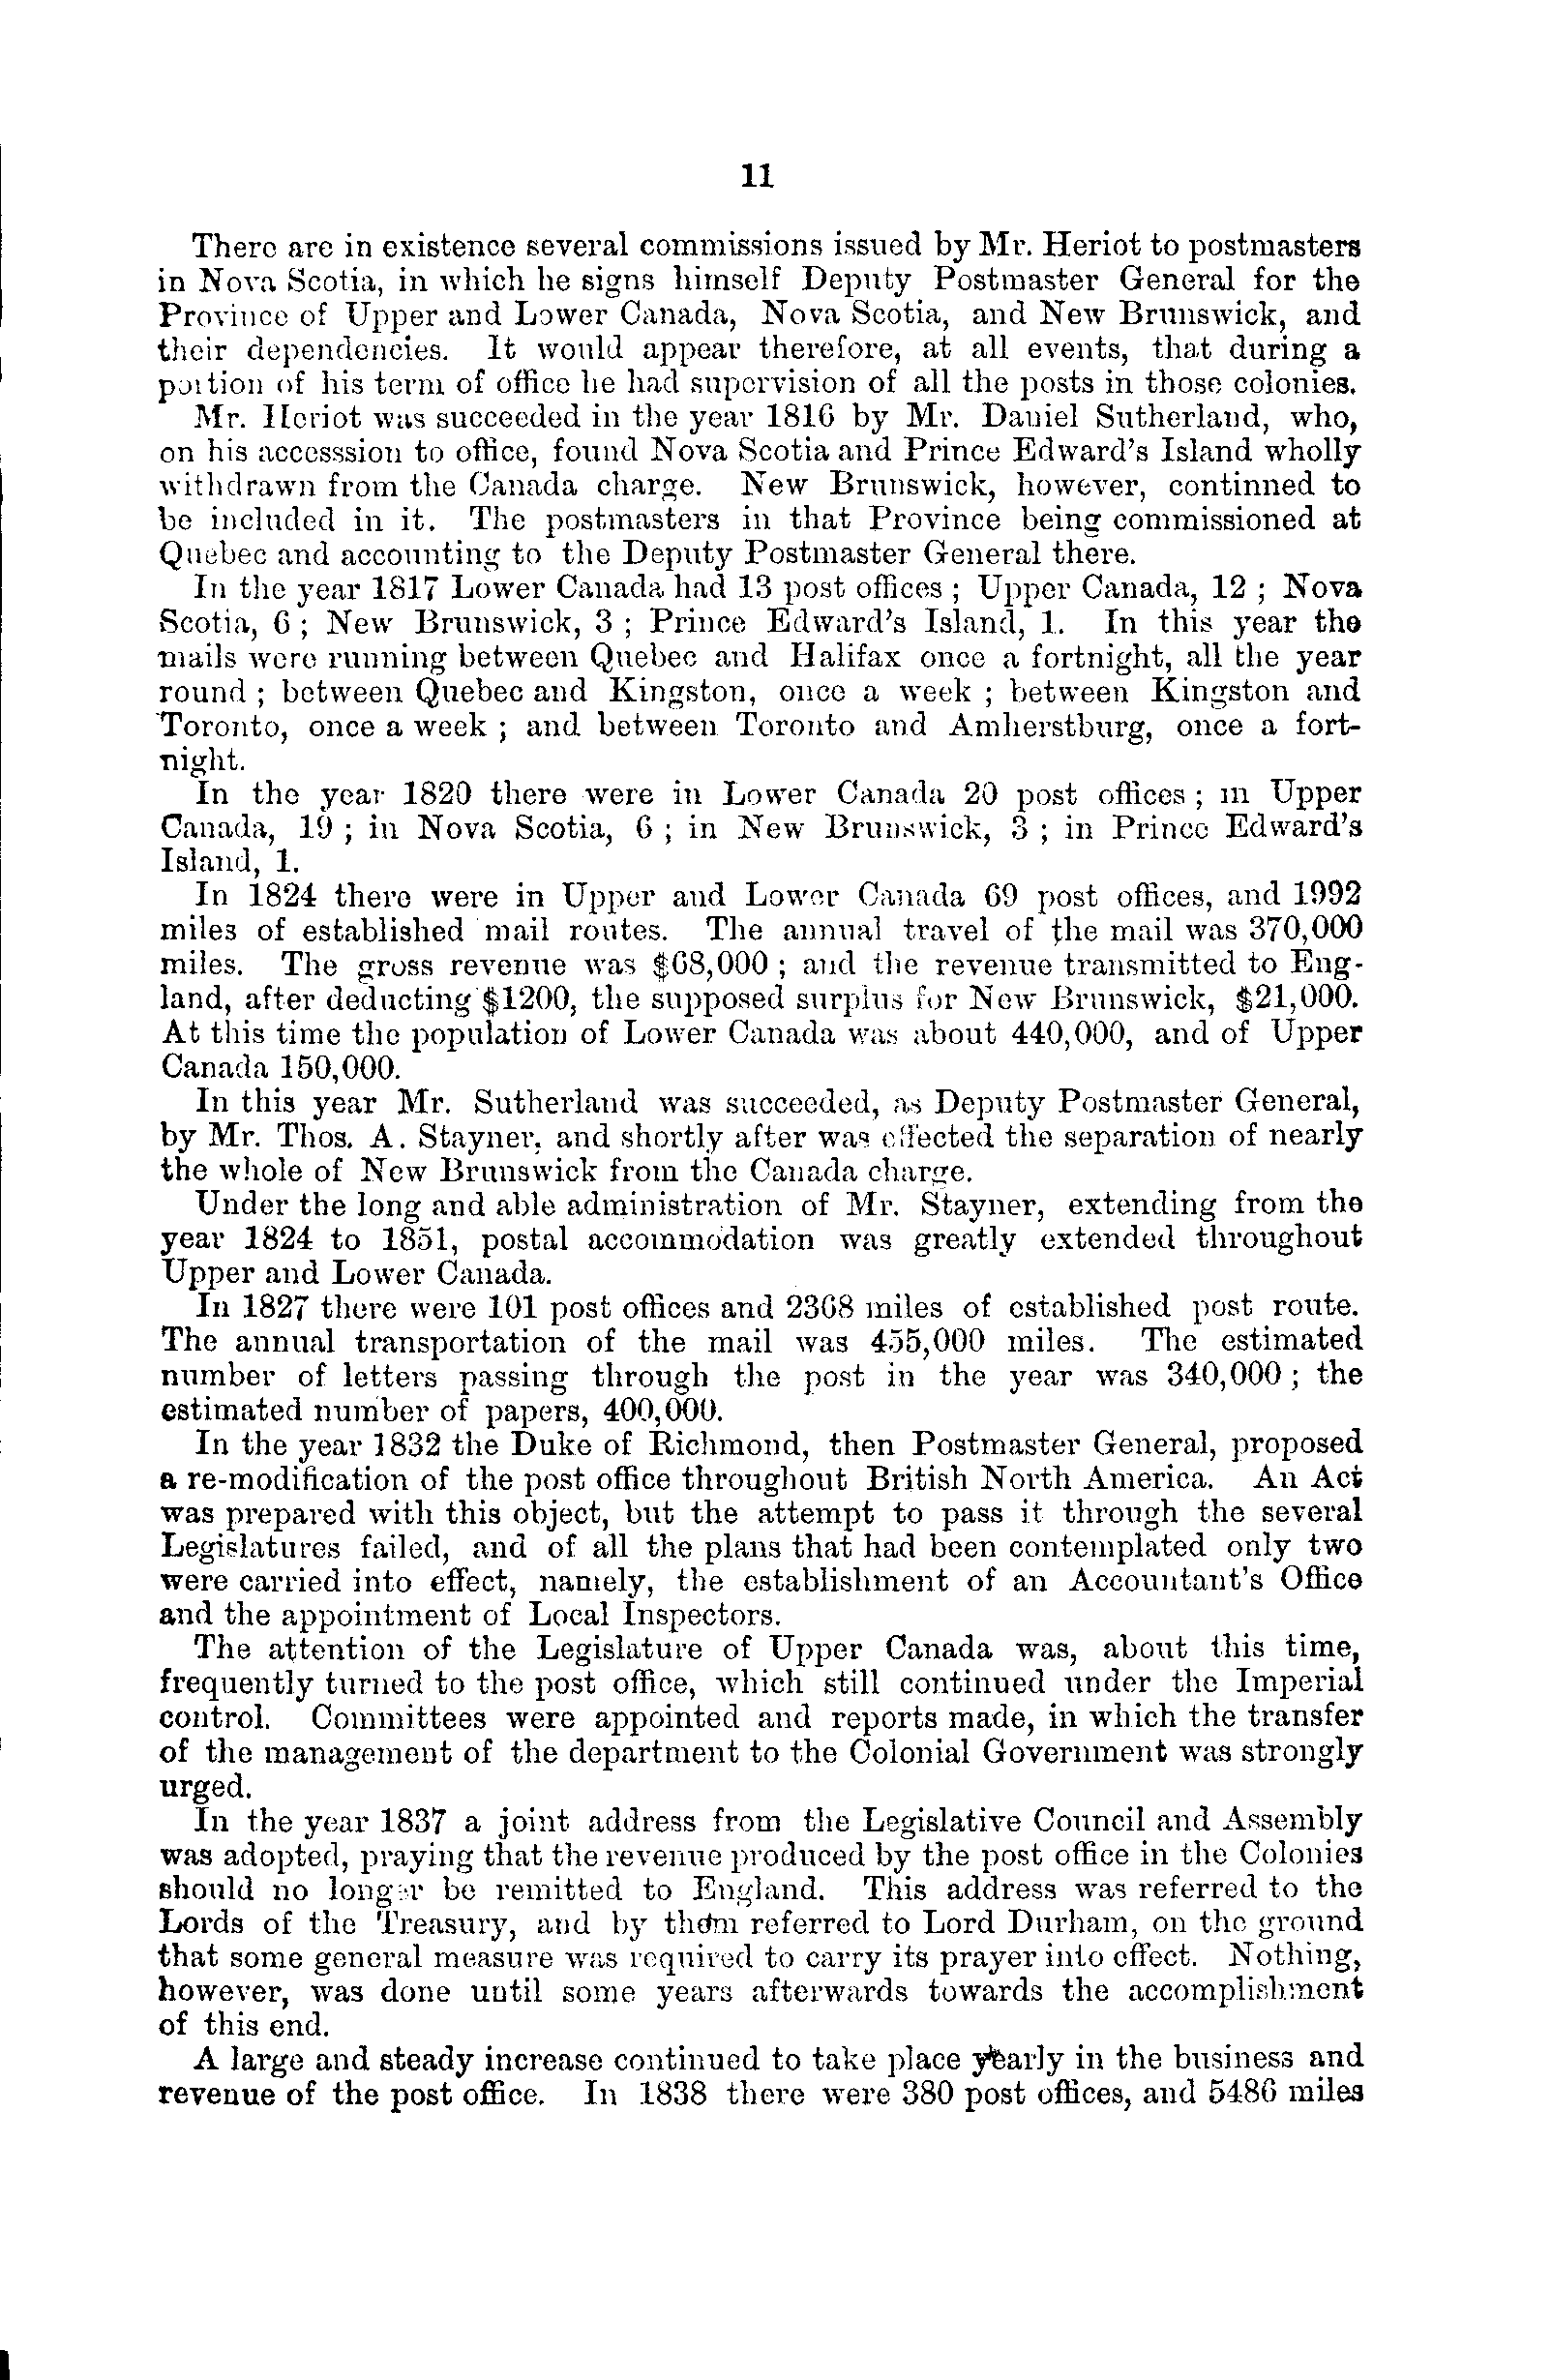 11
There are in existence several commissions issued by Mr. Heriot to postmasters
in Nova Scotia, in which he signs himself Deputy Postmaster General for the
Province of Upper and Lower Canada, Nova Scotia, and New Brunswick, and
their dependencies. It would appear therefore, at all events, that during a
portion of his term of office he had supervision of all the posts in those colonies.
Mr. Heriot was succeeded in the year 1816 by Mr. Daniel Sutherland, who,
on his accesssion to office, found Nova Scotia and Prince Edward's Island wholly
withdrawn from the Canada charge. New Brunswick, however, continned to
be included in it. The postmasters in that Province being commissioned at
Quebec and accounting to the Deputy Postmaster General there.
In the year 1817 Lower Canada had 13 post offices ; Upper Canada, 12 ; Nova
Scotia, 6 ; New Brunswick, 3 ; Prince Edward's Island, 1. In this year the
mails were running between Quebec and Halifax once a fortnight, all the year
round ; between Quebec and Kingston, once a week ; between Kingston and
Toronto, once a week ; and between Toronto and Amherstburg, once a fort-
night.
In the year 1820 there were in Lower Canada 20 post offices ; in Upper
Canada, 19 ; in Nova Scotia, 6 ; in New Brunswick, 3 ; in Prince Edward's
Island, 1.
In 1824 there were in Upper and Lower Canada 69 post offices, and 1992
miles of established mail routes. The annual travel of the mail was 370,000
miles. The gross revenue was $68,000 ; and the revenue transmitted to Eng-
land, after deducting $1200, the supposed surplus for New Brunswick, $21,000.
At this time the population of Lower Canada was about 440,000, and of Upper
Canada 150,000.
In this year Mr. Sutherland was succeeded, as Deputy Postmaster General,
by Mr. Thos. A. Stayner, and shortly after was effected the separation of nearly
the whole of New Brunswick from the Canada charge.
Under the long and able administration of Mr. Stayner, extending from the
year 1824 to 1851, postal accommodation was greatly extended throughout
Upper and Lower Canada.
In 1827 there were 101 post offices and 2368 miles of established post route.
The annual transportation of the mail was 455,000 miles. The estimated
number of letters passing through the post in the year was 340,000 ; the
estimated number of papers, 400,000.
In the year 1832 the Duke of Richmond, then Postmaster General, proposed
a re-modification of the post office throughout British North America. An Act
was prepared with this object, but the attempt to pass it through the several
Legislatures failed, and of all the plans that had been contemplated only two
were carried into effect, namely, the establishment of an Accountant's Office
and the appointment of Local Inspectors.
The attention of the Legislature of Upper Canada was, about this time,
frequently turned to the post office, which still continued under the Imperial
control. Committees were appointed and reports made, in which the transfer
of the management of the department to the Colonial Government was strongly
urged.
In the year 1837 a joint address from the Legislative Council and Assembly
was adopted, praying that the revenue produced by the post office in the Colonies
should no longer be remitted to England. This address was referred to the
Lords of the Treasury, and by them referred to Lord Durham, on the ground
that some general measure was required to carry its prayer into effect. Nothing,
however, was done until some years afterwards towards the accomplishment
of this end.
A large and steady increase continued to take place yearly in the business and
revenue of the post office. In 1838 there were 380 post offices, and 5486 miles